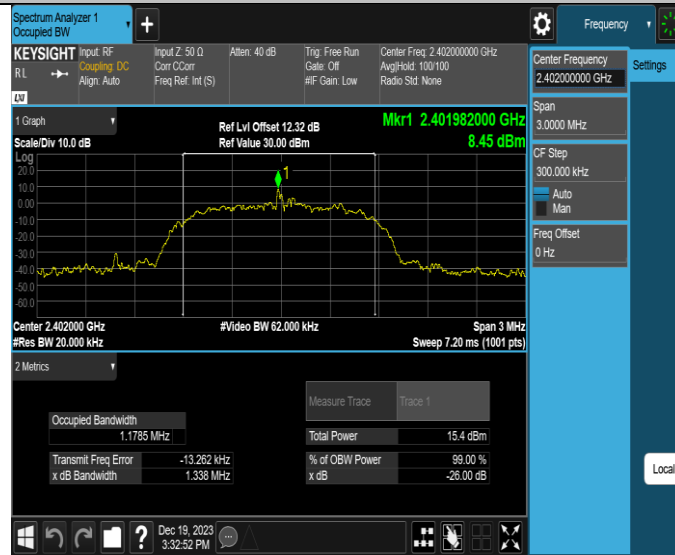 Spectrum Analyzer 1
Occupied BW
+
Frequency
KEYSIGHT Input: RF Input Z: 50 Ω Atten: 40 dB Trig: Free Run Center Freq: 2.402000000 GHz
RL Coupling: DC Corr CCorr Gate: Off Avg|Hold: 100/100
Align: Auto Freq Ref: Int (S) #IF Gain: Low Radio Std: None
LXI
Center Frequency
2.402000000 GHz
Settings
Span
3.0000 MHz
CF Step
300.000 kHz
Auto
Man
Freq Offset
0 Hz
1 Graph
Ref Lvl Offset 12.32 dB
Mkr1 2.401982000 GHz
Scale/Div 10.0 dB Ref Value 30.00 dBm 8.45 dBm
Log
20.0
10.0
0.00
-10.0
-20.0
-30.0
-40.0
-50.0
-60.0
1
Center 2.402000 GHz #Video BW 62.000 kHz Span 3 MHz
#Res BW 20.000 kHz Sweep 7.20 ms (1001 pts)
2 Metrics
Measure Trace Trace 1
Occupied Bandwidth
1.1785 MHz
Total Power 15.4 dBm
Transmit Freq Error -13.262 kHz % of OBW Power 99.00 %
x dB Bandwidth 1.338 MHz x dB -26.00 dB
Local
? Dec 19, 2023
3:32:52 PM